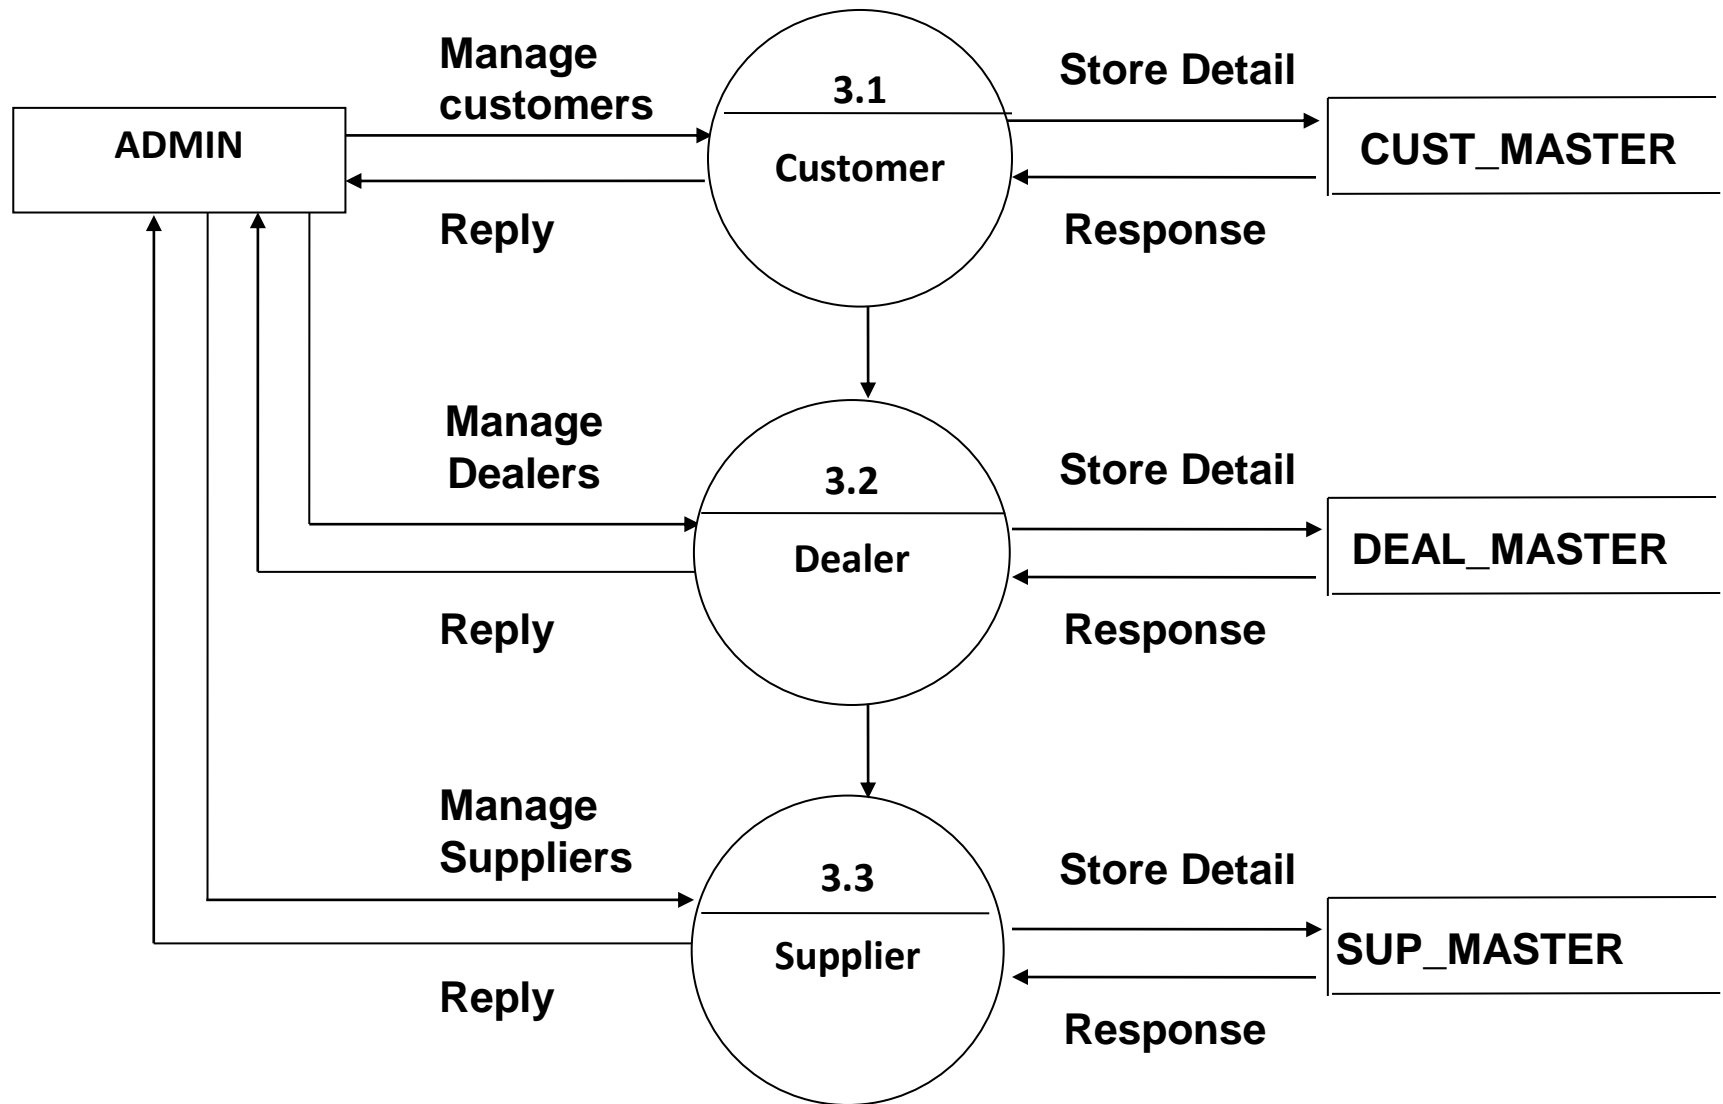 Manage
customers
3.1
Store Detail
ADMIN
Customer
CUST_MASTER
Reply
Response
Manage
Dealers
3.2
Store Detail
Dealer
DEAL_MASTER
Reply
Response
Manage
Suppliers
3.3
Store Detail
Supplier
SUP_MASTER
Reply
Response